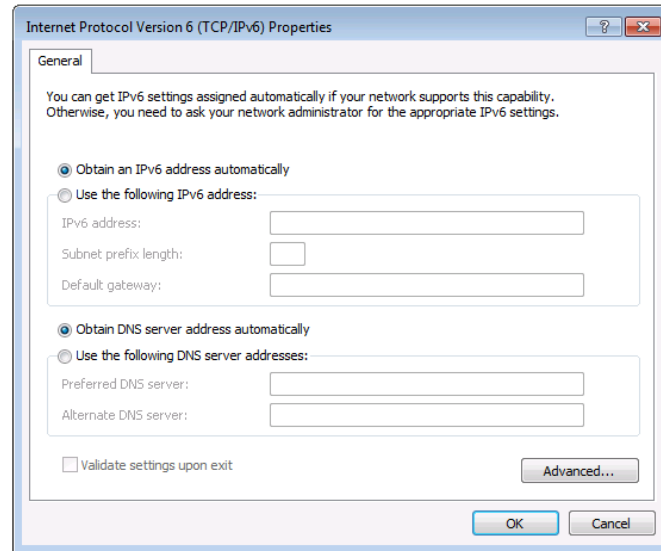 Internet Protocol Version 6 (TCP/IPv6) Properties
?
General
You can get IPv6 settings assigned automatically if your network supports this capability.
Otherwise, you need to ask your network administrator for the appropriate IPv6 settings.
Obtain an IPv6 address automatically
Use the following IPv6 address:
IPv6 address:
Subnet prefix length:
Default gateway:
Obtain DNS server address automatically
Use the following DNS server addresses:
Preferred DNS server:
Alternate DNS server:
Validate settings upon exit
Advanced...
OK Cancel